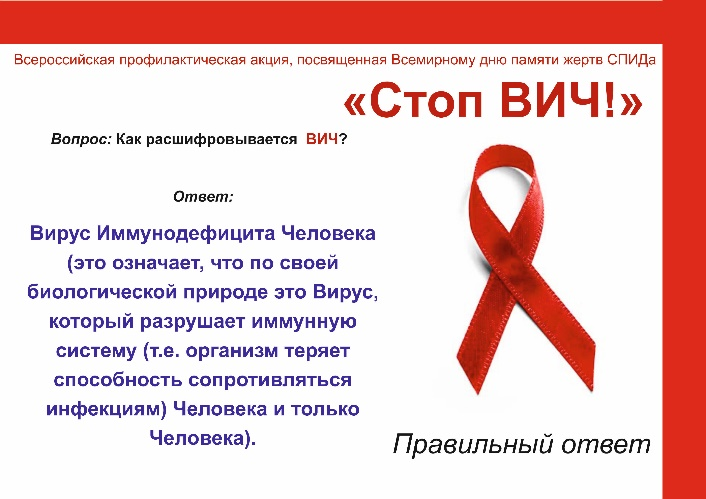 Всероссийская профилактическая акция, посвященная Всемирному дню памяти жертв СПИДа
«Стоп ВИЧ!»
Вопрос: Как расшифровывается ВИЧ?
Ответ:
Вирус Иммунодефицита Человека
(это означает, что по своей
биологической природе это Вирус,
который разрушает иммунную
систему (т.е. организм теряет
способность сопротивляться
инфекциям) Человека и только
Человека).
Правильный ответ